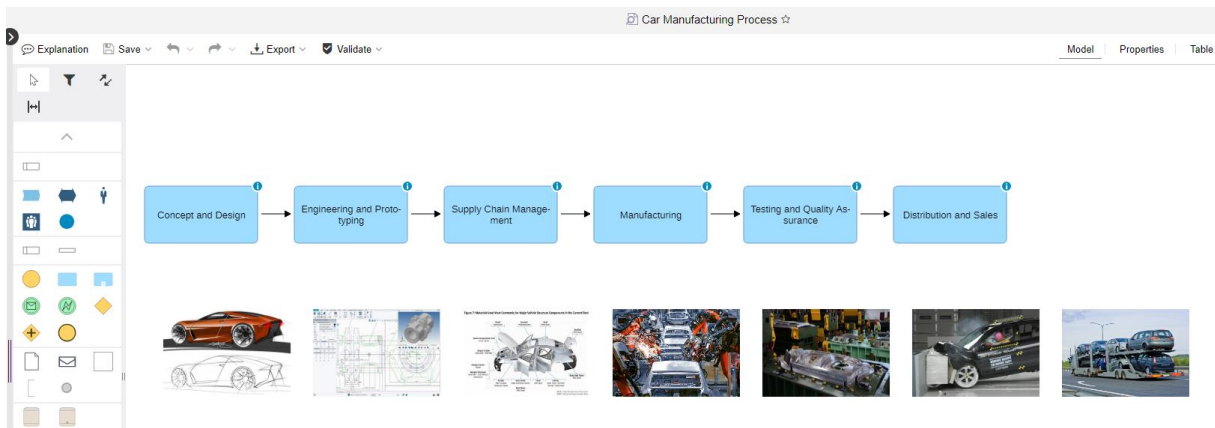 Car Manufacturing Process
Explanation Save Export Validate
Model Properties Table
Concept and Design
Engineering and Proto-
typing
Supply Chain Manage-
ment
Manufacturing
Testing and Quality As-
surance
Distribution and Sales